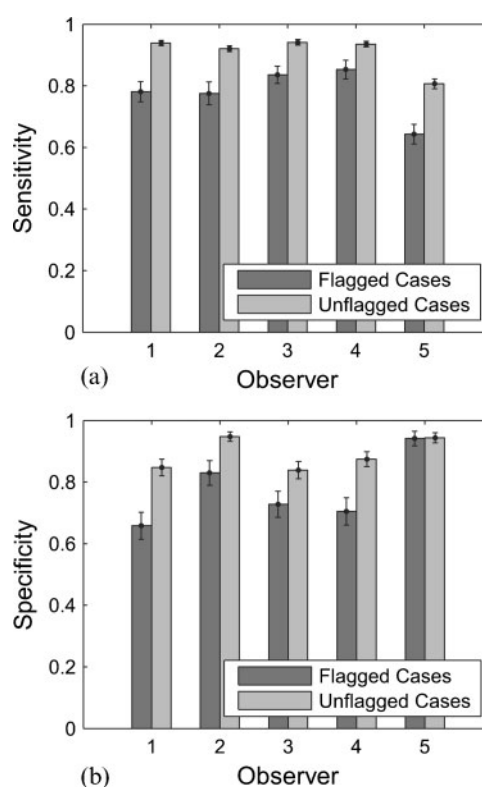 1
0.8
0.6
0.4
0.2
0
Sensitivity
Flagged Cases
Unflagged Cases
1 2 3 4 5
(a) Observer
1
0.8
0.6
0.4
0.2
0
Specificity
Flagged Cases
Unflagged Cases
1 2 3 4 5
(b) Observer